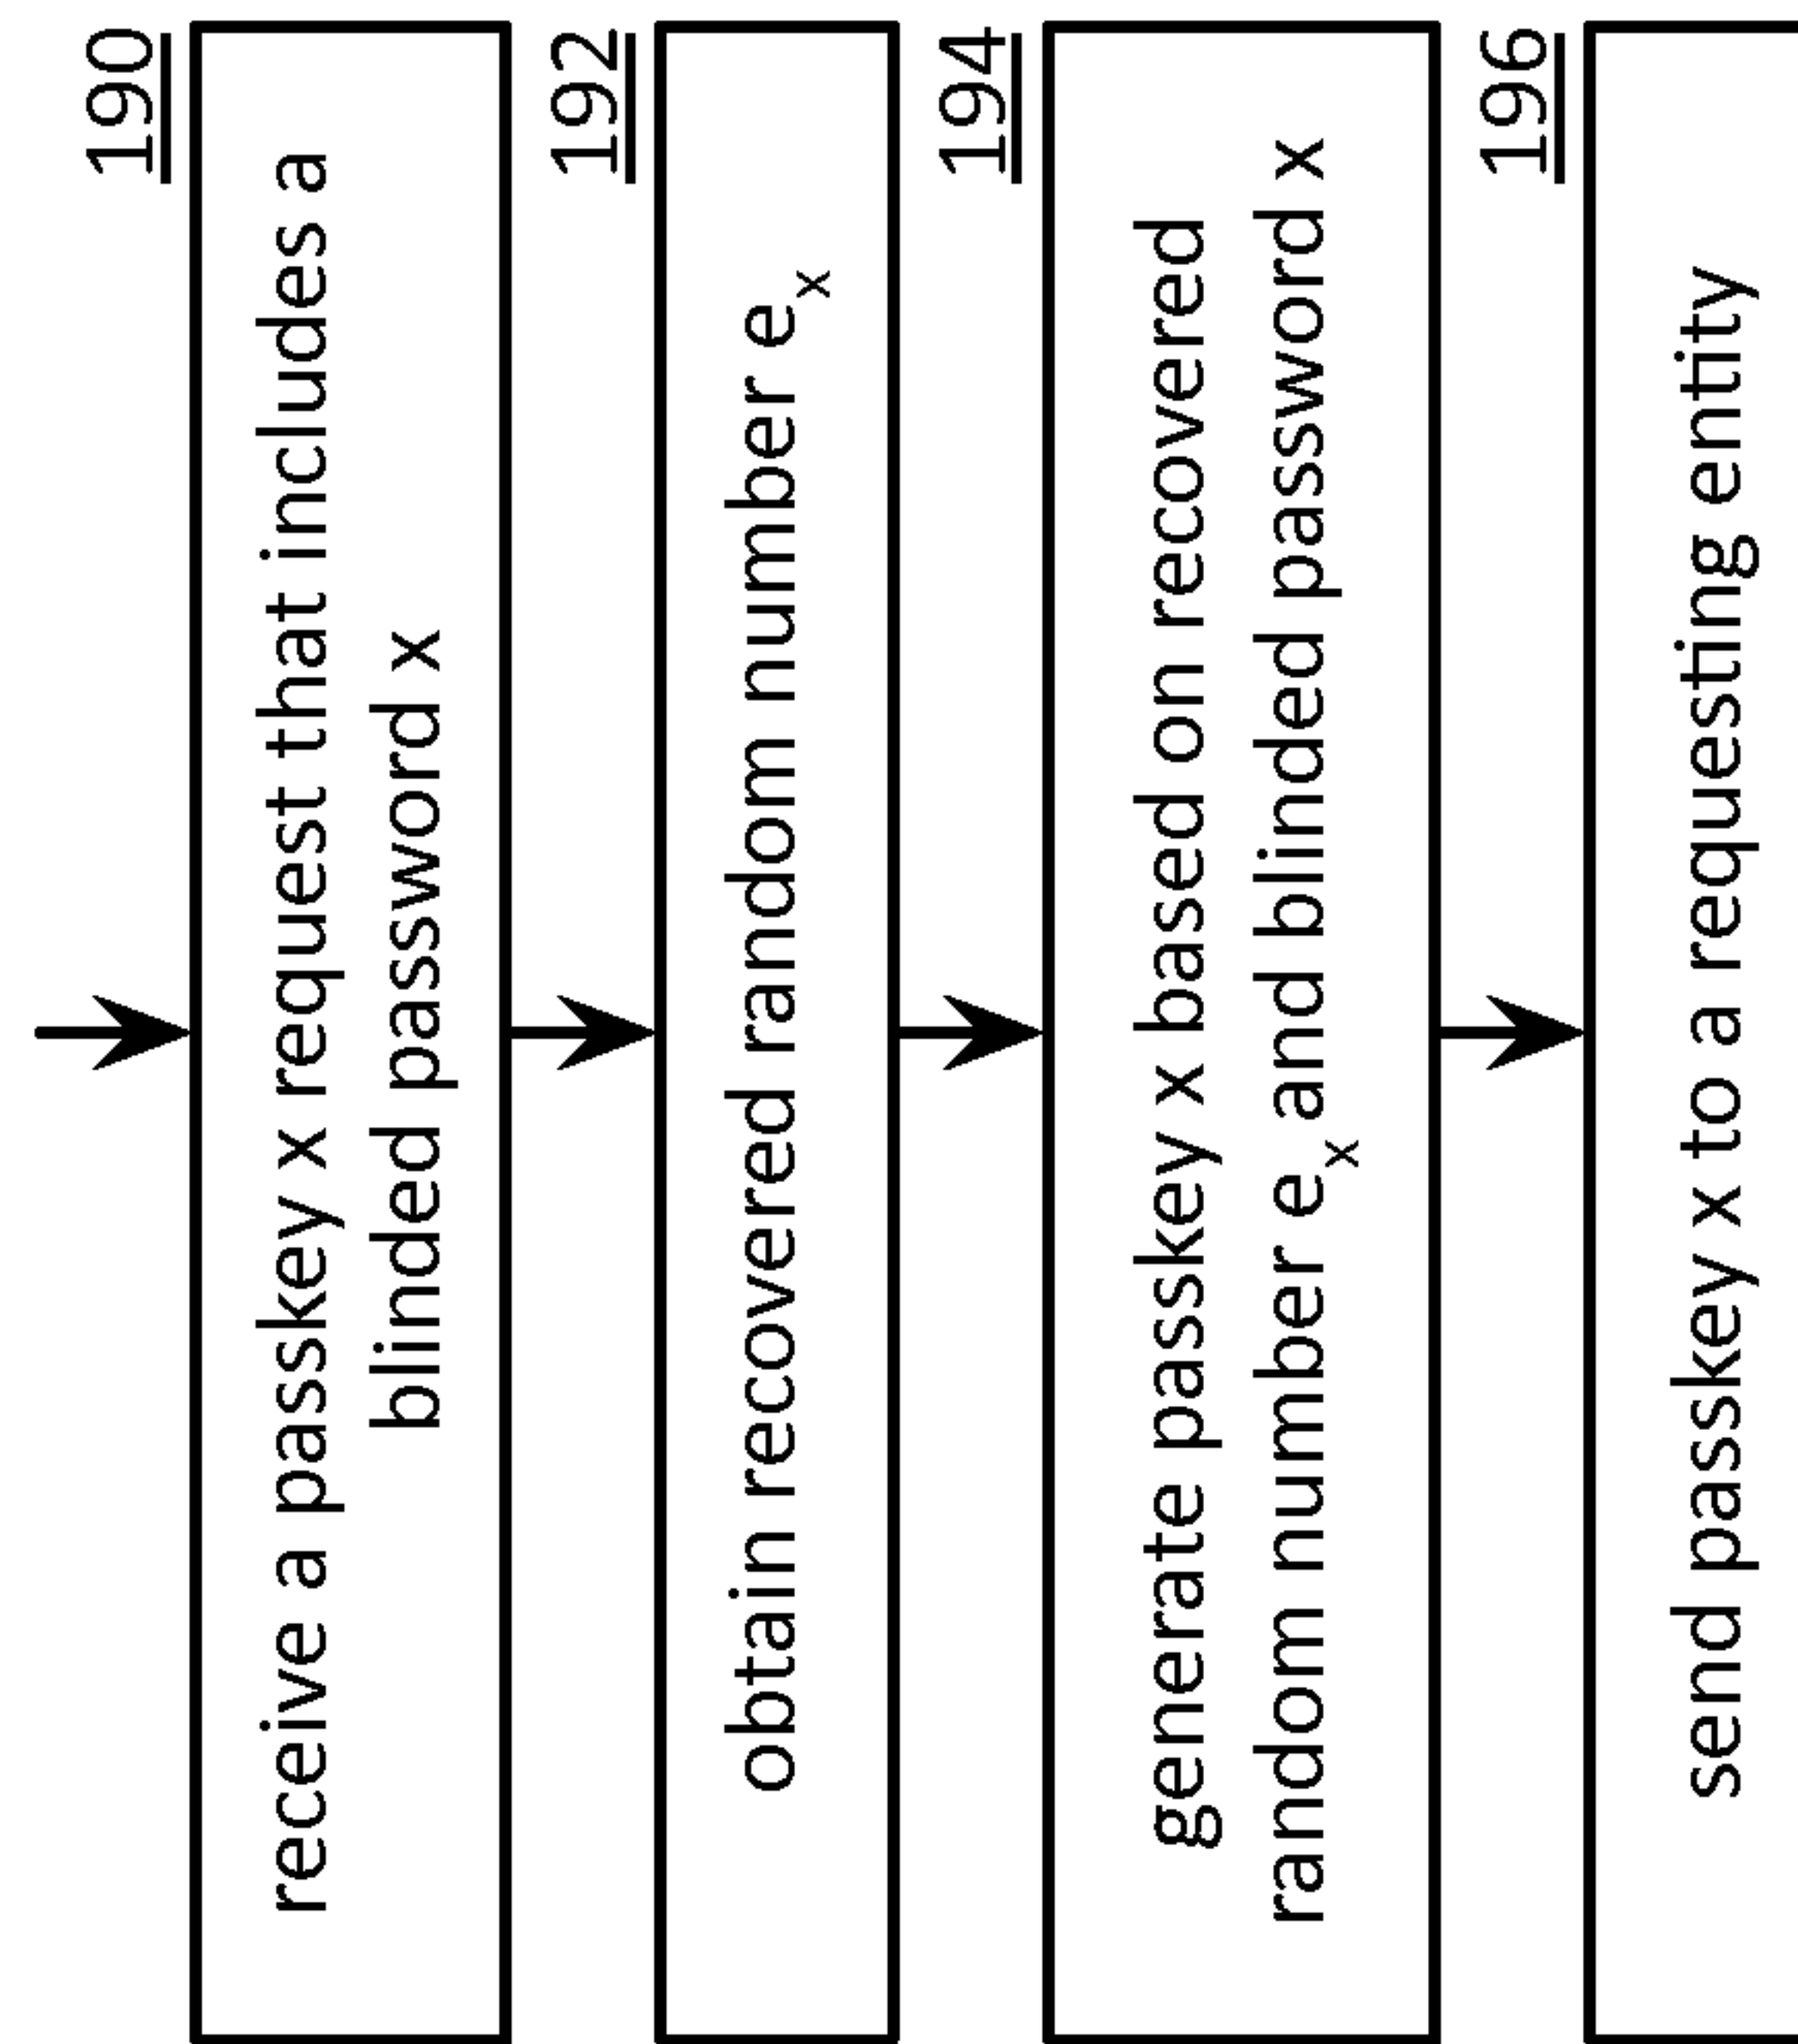 190
receive a passkey x request that includes a
blinded password x
192
obtain recovered random number eₓ
194
generate passkey x based on recovered
random number eₓ and blinded password x
196
send passkey x to a requesting entity